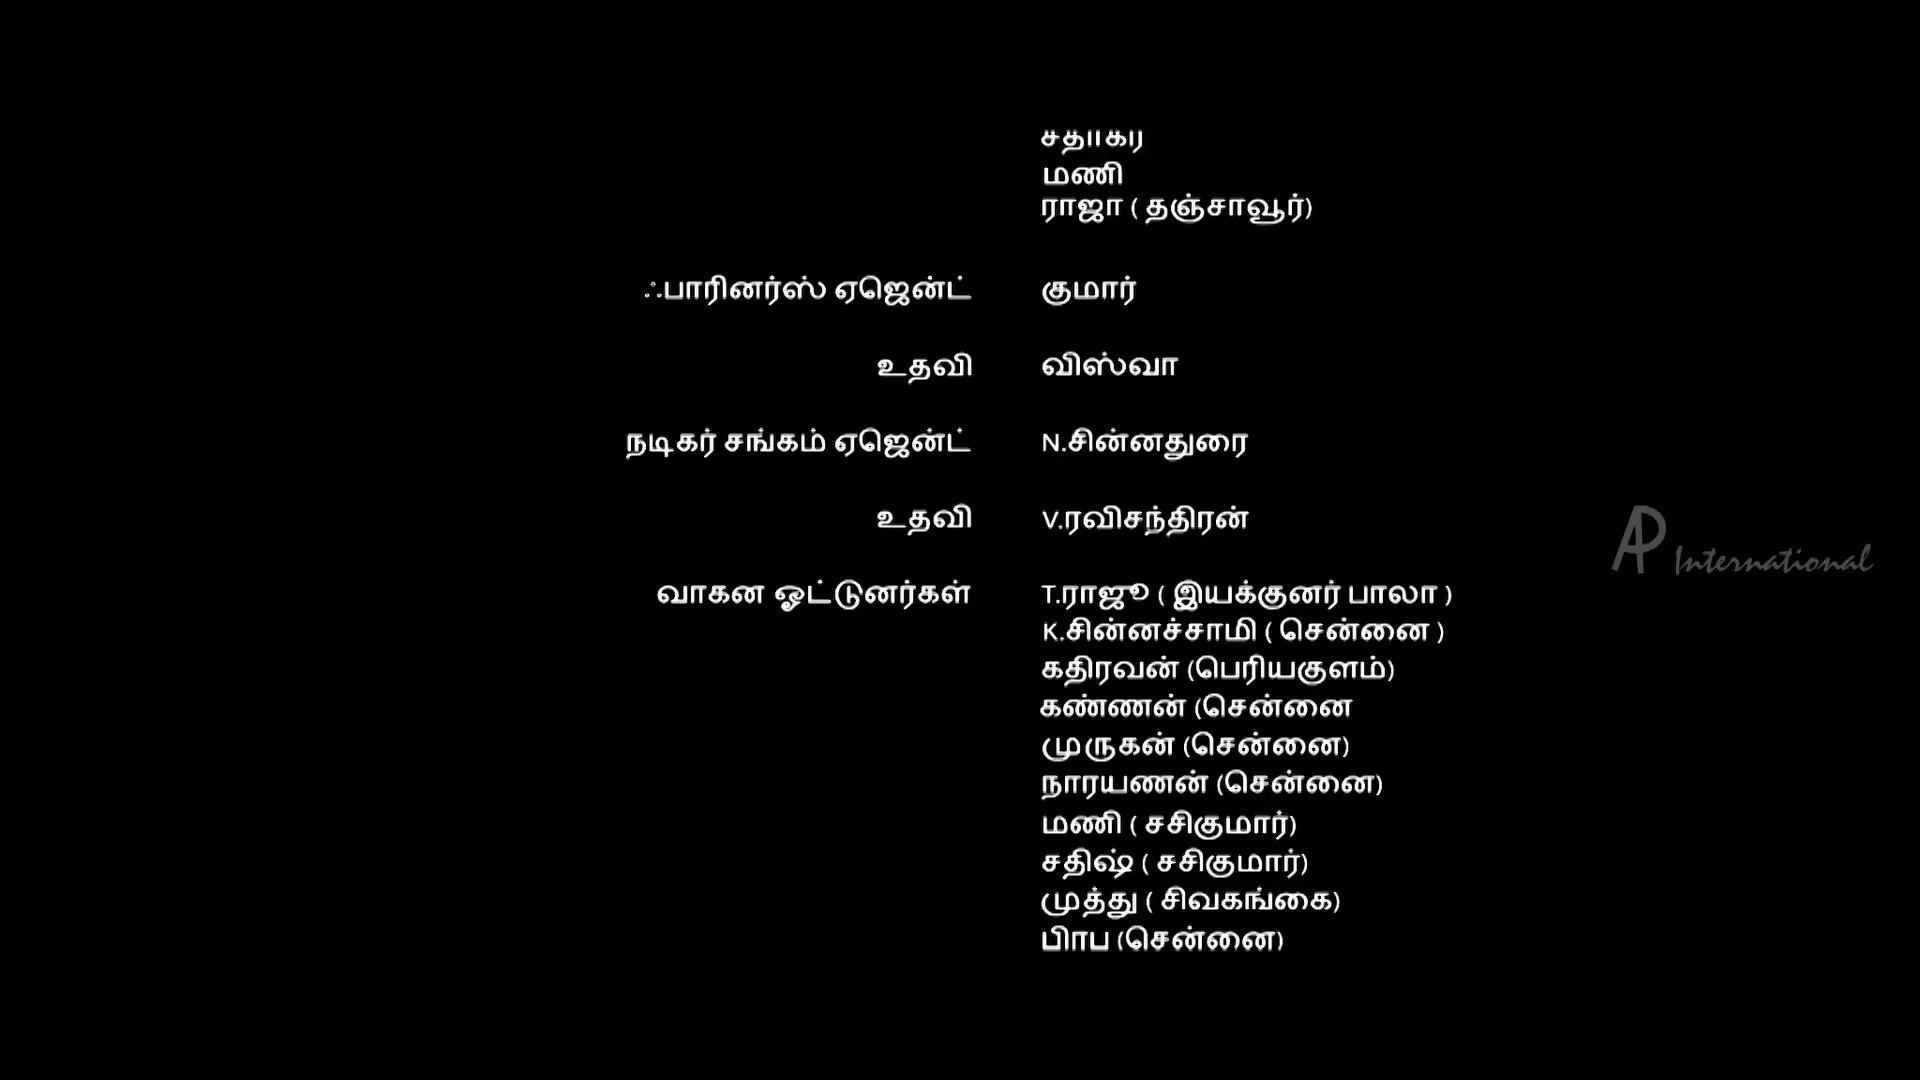 மணி
ராஜா ( தஞ்சாவூர்)
ஃபாரினர்ஸ் ஏஜென்ட் குமார்
உதவி விஸ்வா
நடிகர் சங்கம் ஏஜென்ட் N.சின்னதுரை
உதவி V.ரவிசந்திரன்
வாகன ஓட்டுனர்கள் T.ராஜூ ( இயக்குனர் பாலா )
K.சின்னச்சாமி ( சென்னை )
கதிரவன் (பெரியகுளம்)
கண்ணன் (சென்னை
முருகன் (சென்னை)
நாரயணன் (சென்னை)
மணி ( சசிகுமார்)
சதிஷ் ( சசிகுமார்)
முத்து ( சிவகங்கை)
(சென்னை)
AP International